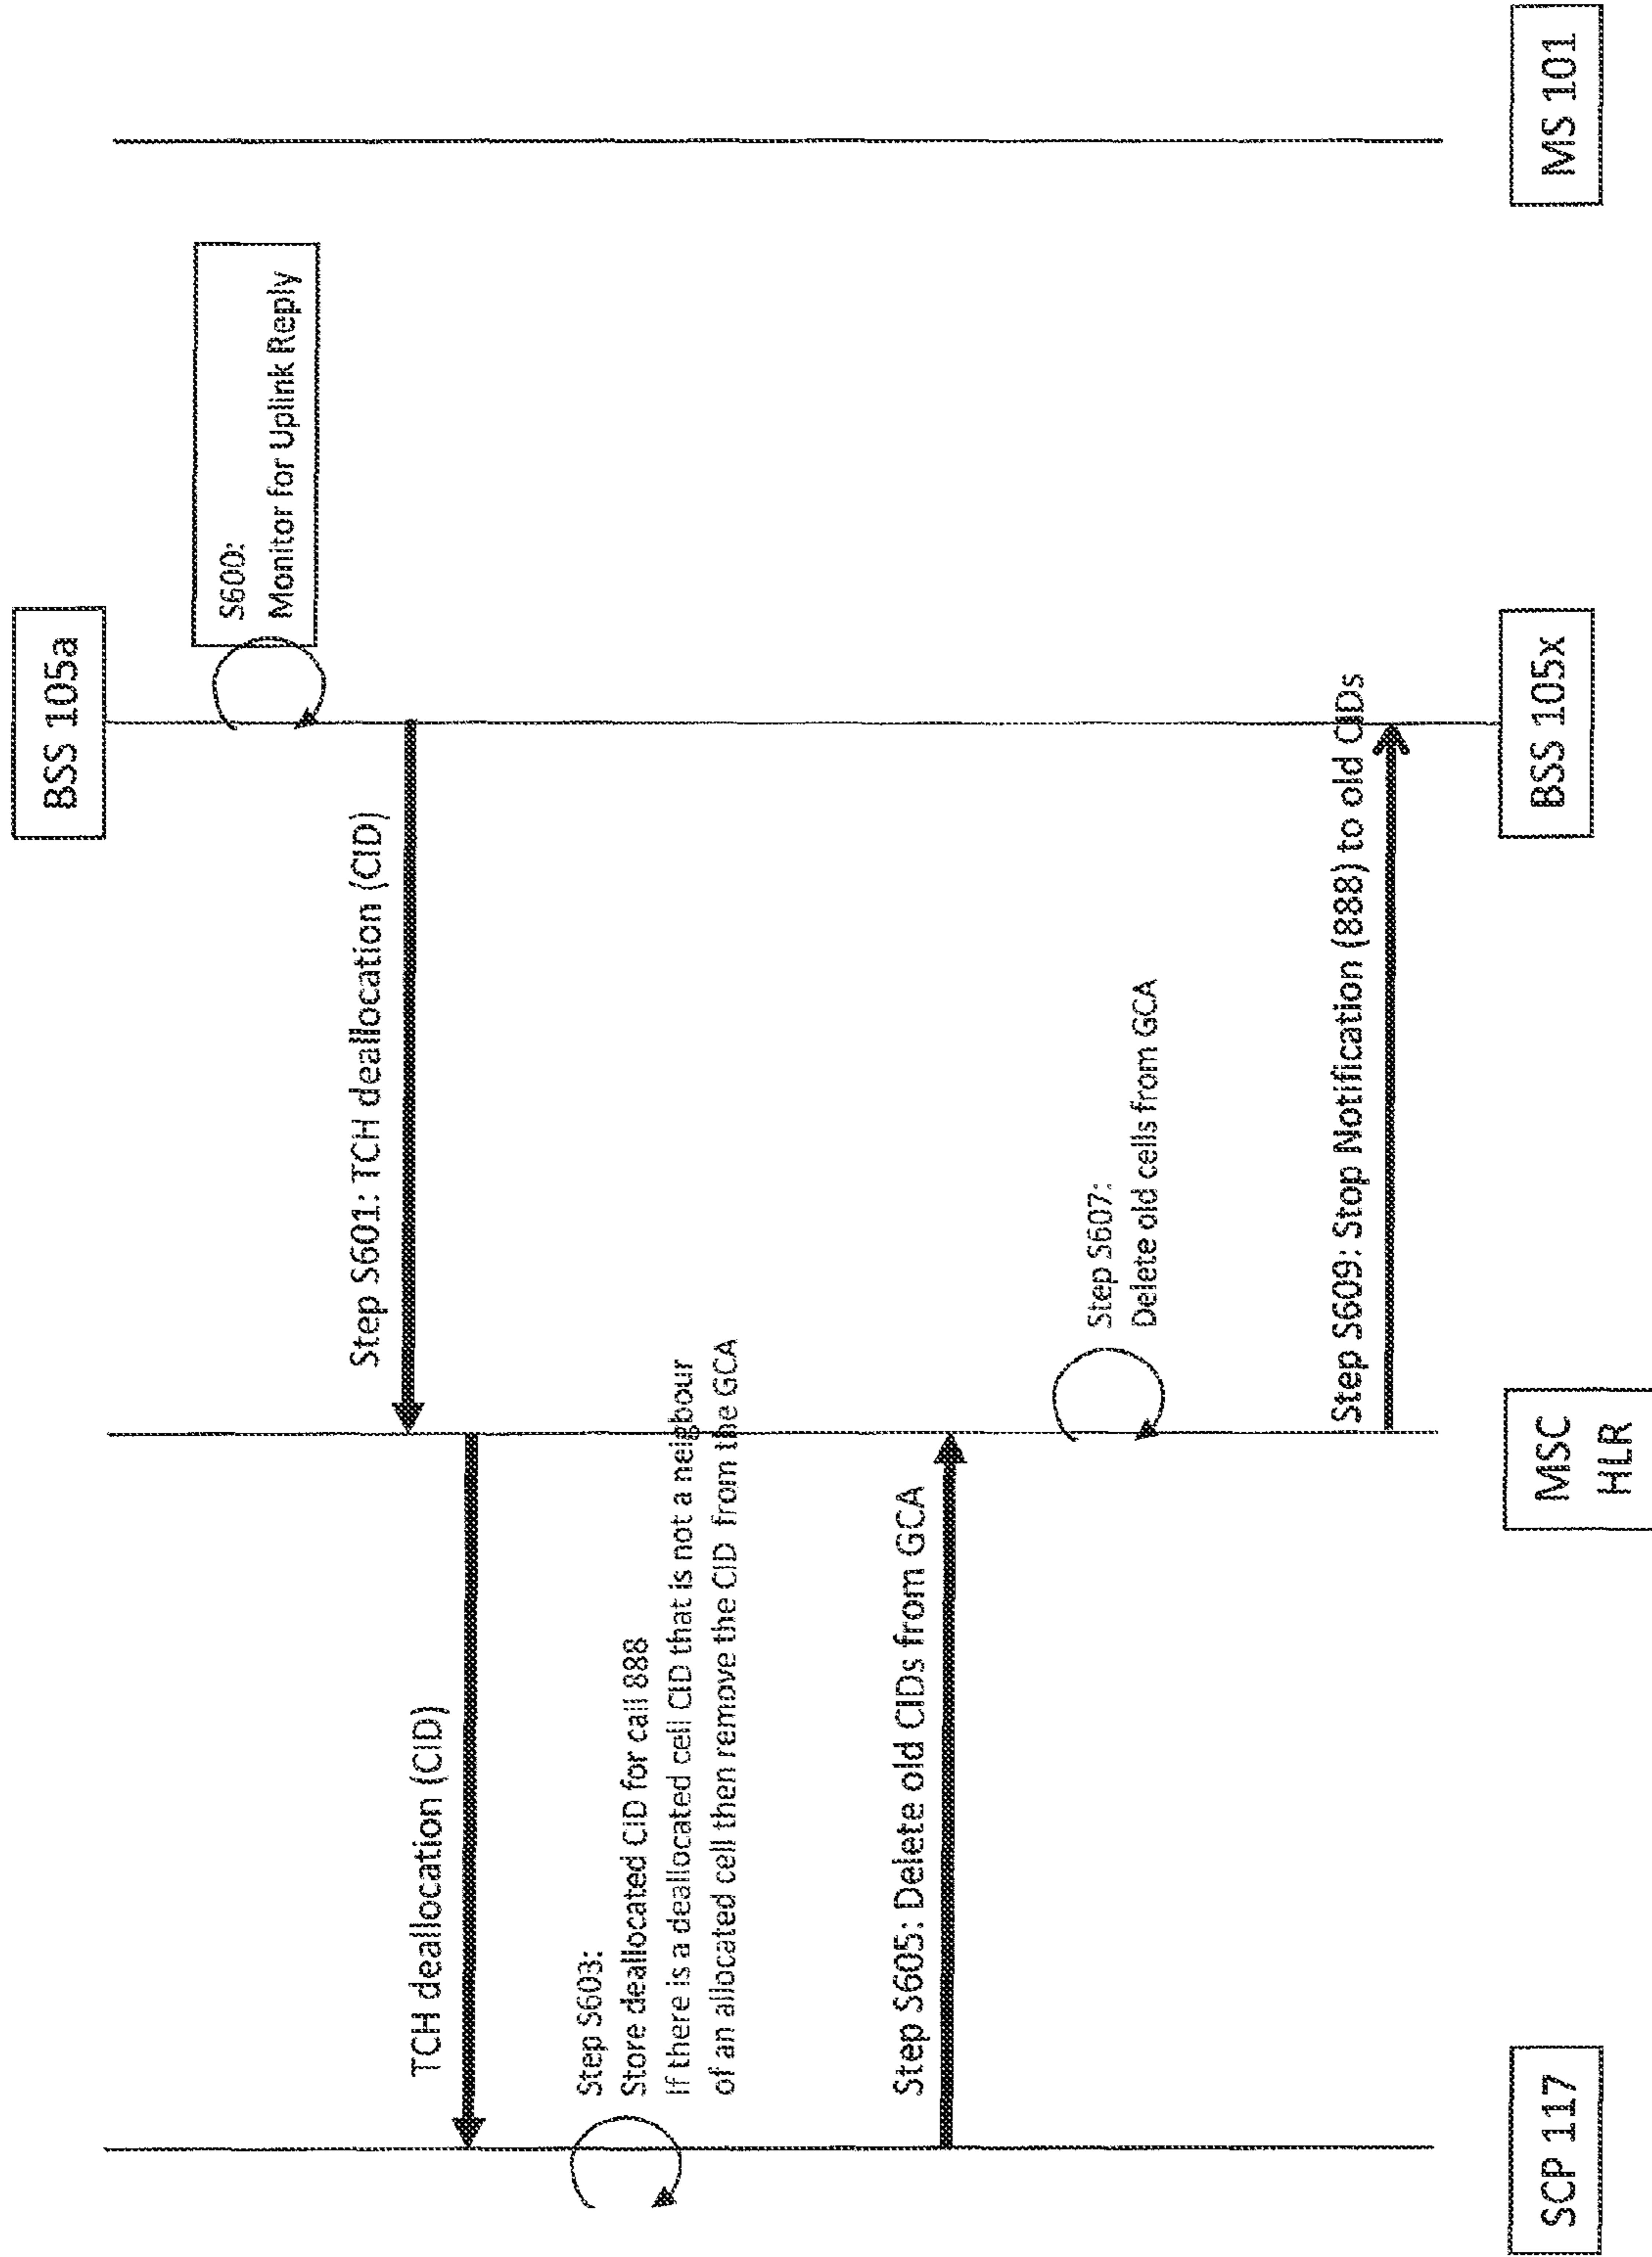 BSS 105a
S600:
Monitor for Uplink Reply
Step S601: TCH deallocation (CID)
TCH deallocation (CID)
Step S603:
Store deallocated CID for call 888
If there is a deallocated cell CID that is not a neigbour
of an allocated cell then remove the CID from the GCA
Step S605: Delete old CIDs from GCA
Step S607:
Delete old cells from GCA
Step S609: Stop Notification (888) to old CIDs
SCP 117
MSC
HLR
BSS 105x
MS 101